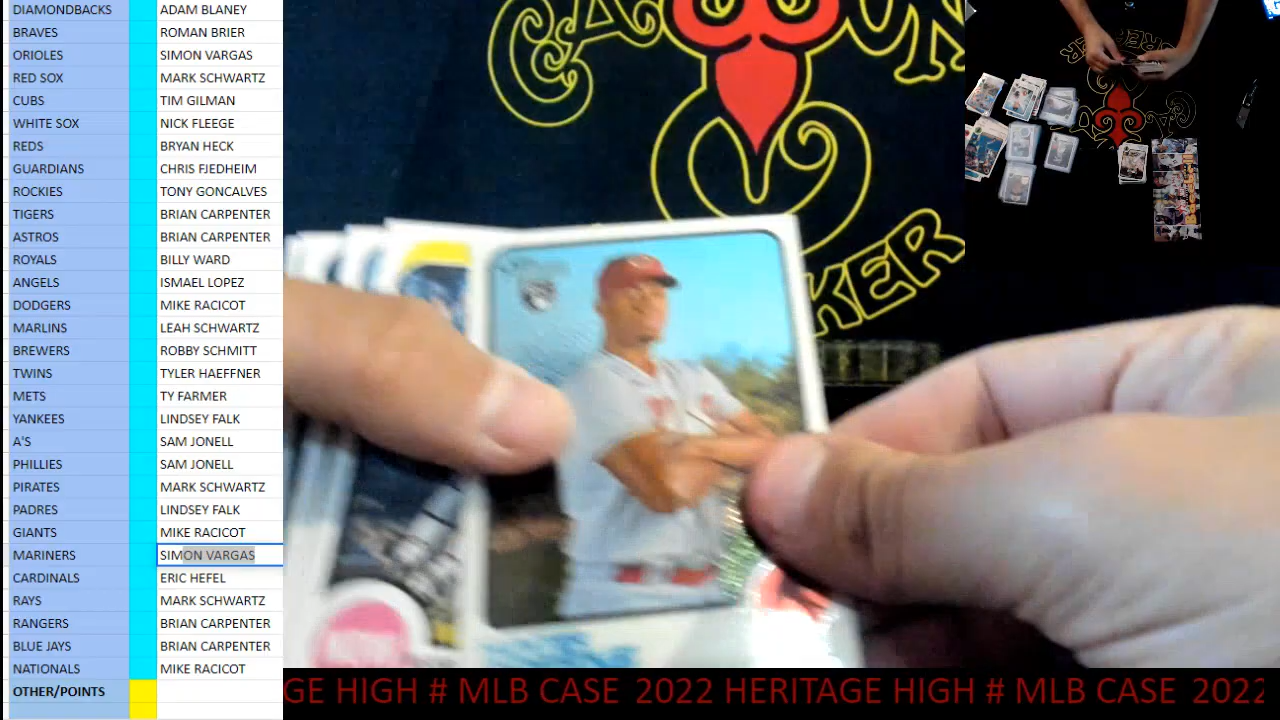 DIAMONDBACKS ADAM BLANEY
BRAVES ROMAN BRIER
ORIOLES SIMON VARGAS
RED SOX MARK SCHWARTZ
CUBS TIM GILMAN
WHITE SOX NICK FLEEGE
REDS BRYAN HECK
GUARDIANS CHRIS FJEDHEIM
ROCKIES TONY GONCALVES
TIGERS BRIAN CARPENTER
ASTROS BRIAN CARPENTER
ROYALS BILLY WARD
ANGELS ISMAEL LOPEZ
DODGERS MIKE RACICOT
MARLINS LEAH SCHWARTZ
BREWERS ROBBY SCHMITT
TWINS TYLER HAEFFNER
METS TY FARMER
YANKEES LINDSEY FALK
A'S SAM JONELL
PHILLIES SAM JONELL
PIRATES MARK SCHWARTZ
PADRES LINDSEY FALK
GIANTS MIKE RACICOT
MARINERS SIMON VARGAS
CARDINALS ERIC HEFEL
RAYS MARK SCHWARTZ
RANGERS BRIAN CARPENTER
BLUE JAYS BRIAN CARPENTER
NATIONALS MIKE RACICOT
OTHER/POINTS
KER
GE HIGH # MLB CASE 2022 HERITAGE HIGH # MLB CASE 2022